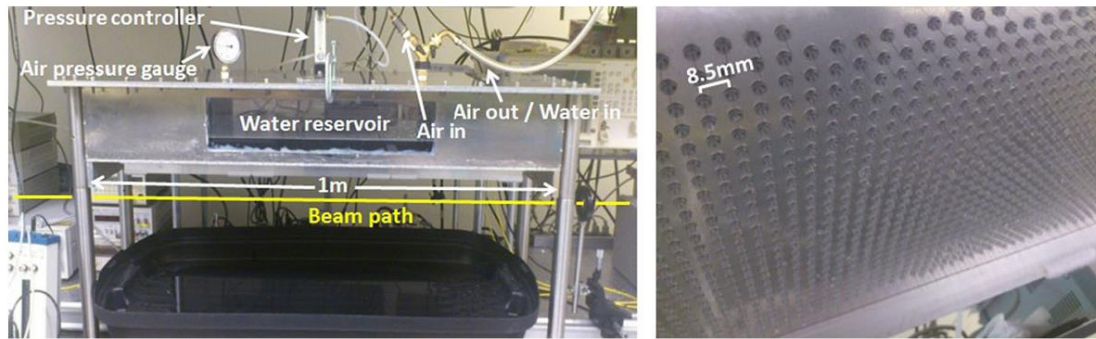 Pressure controller
Air pressure gauge
Water reservoir
Air in
Air out / Water in
1m
Beam path
8.5mm